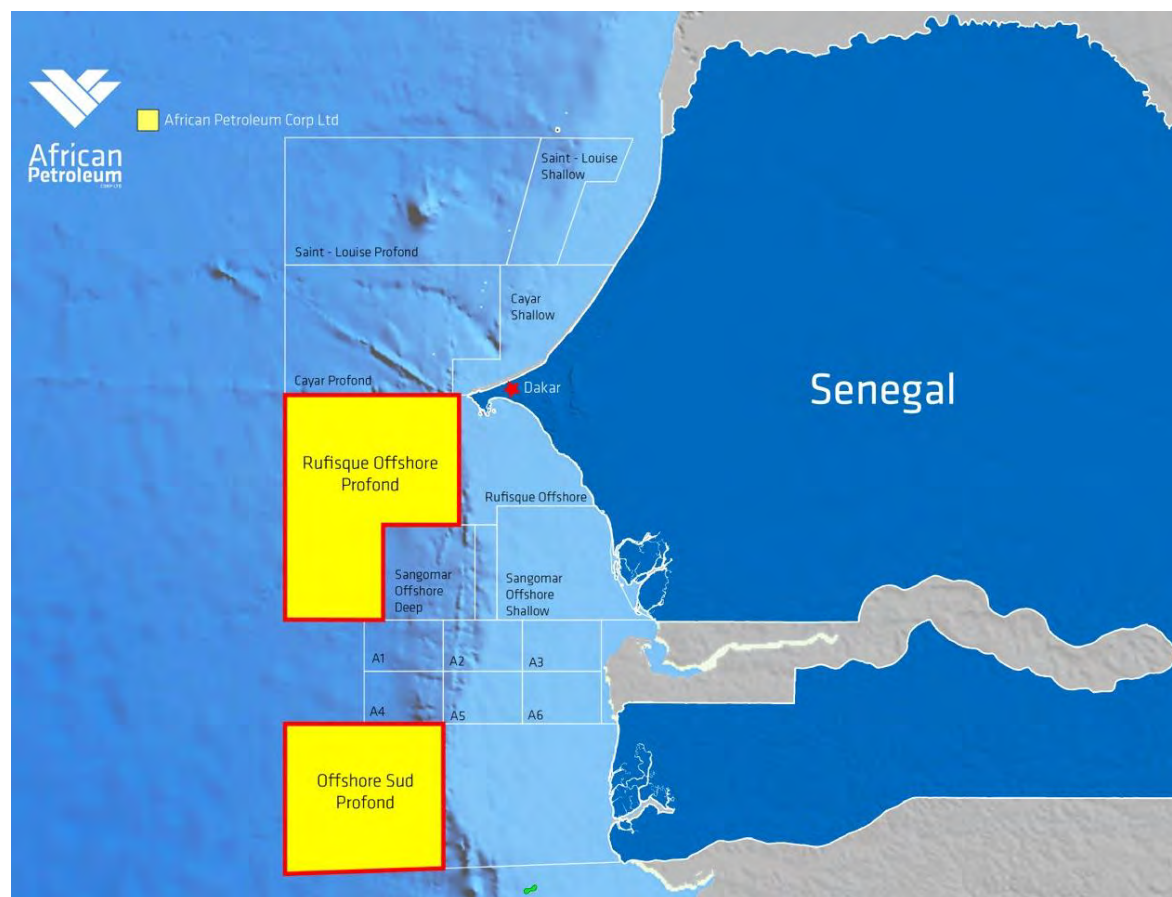 African
Petroleum
CORP LTD
African Petroleum Corp Ltd
Saint - Louise
Shallow
Saint - Louise Profond
Cayar
Shallow
Cayar Profond
Dakar
Senegal
Rufisque Offshore
Profond
Rufisque Offshore
Sangomar
Offshore
Deep
Sangomar
Offshore
Shallow
A1
A2
A3
A4
A5
A6
Offshore Sud
Profond